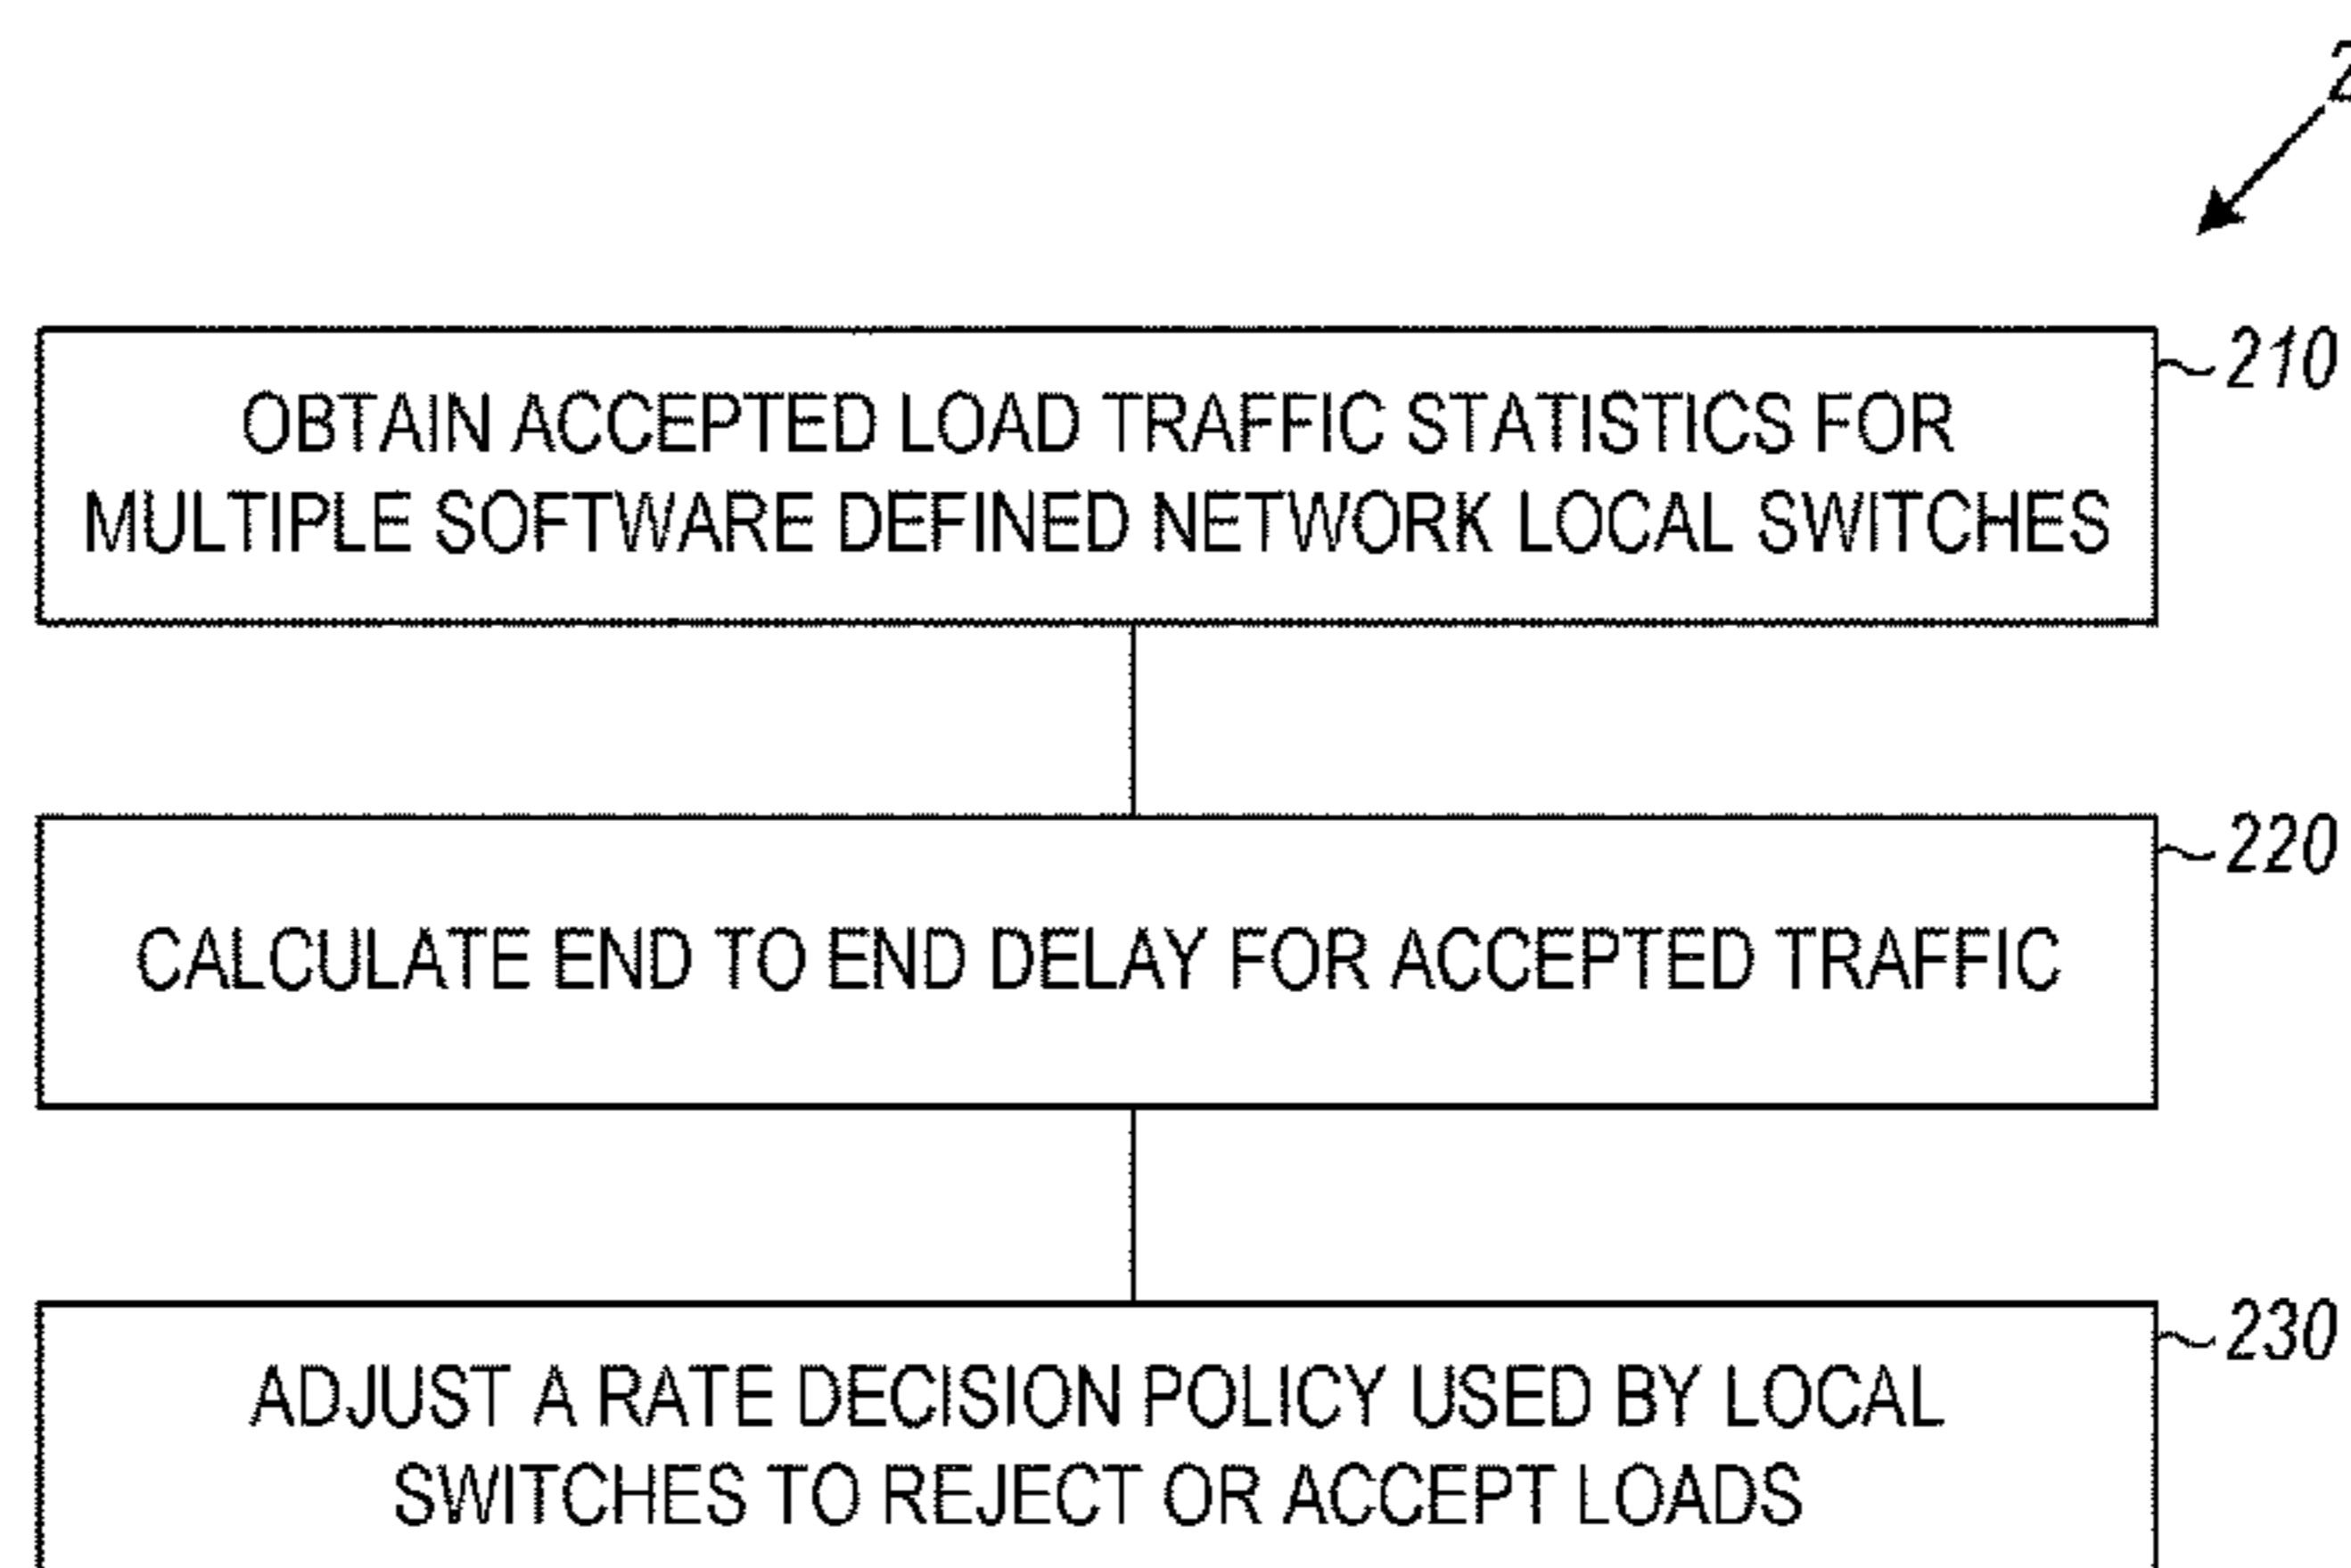 210
OBTAIN ACCEPTED LOAD TRAFFIC STATISTICS FOR
MULTIPLE SOFTWARE DEFINED NETWORK LOCAL SWITCHES
220
CALCULATE END TO END DELAY FOR ACCEPTED TRAFFIC
230
ADJUST A RATE DECISION POLICY USED BY LOCAL
SWITCHES TO REJECT OR ACCEPT LOADS